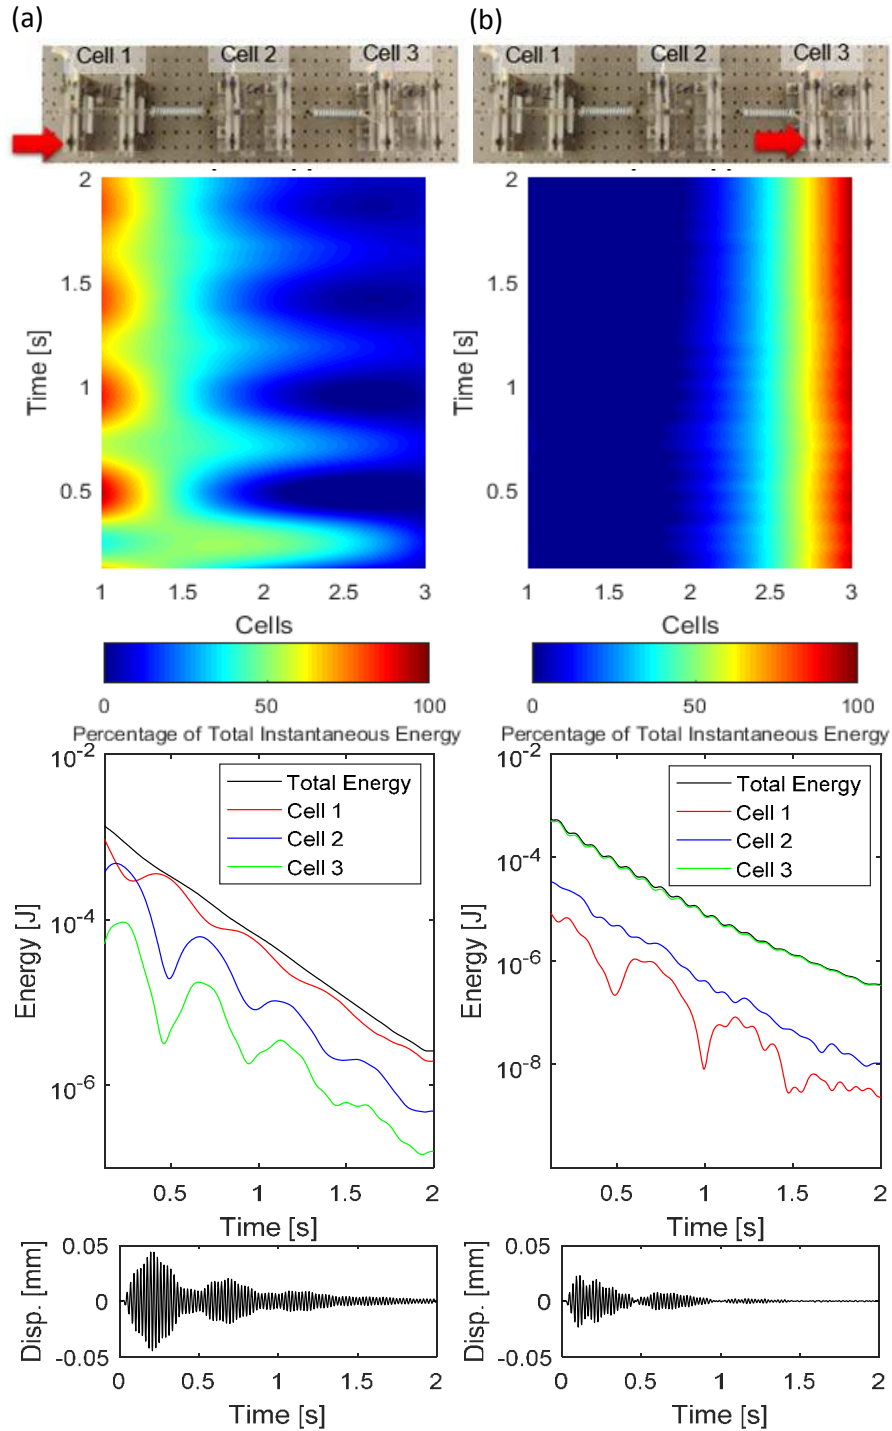 (a)
(b)
Cell 1 Cell 2 Cell 3
Cell 1 Cell 2 Cell 3
Time [s]
2
1.5
1
0.5
1 1.5 2 2.5 3
Cells
0 50 100
Percentage of Total Instantaneous Energy
Time [s]
2
1.5
1
0.5
1 1.5 2 2.5 3
Cells
0 50 100
Percentage of Total Instantaneous Energy
Energy [J]
10-2
10-4
10-6
Total Energy
Cell 1
Cell 2
Cell 3
0.5 1 1.5 2
Time [s]
Energy [J]
10-2
10-4
10-6
10-8
Total Energy
Cell 1
Cell 2
Cell 3
0.5 1 1.5 2
Time [s]
Disp. [mm]
0.05
0
-0.05
0 0.5 1 1.5 2
Time [s]
Disp. [mm]
0.05
0
-0.05
0 0.5 1 1.5 2
Time [s]